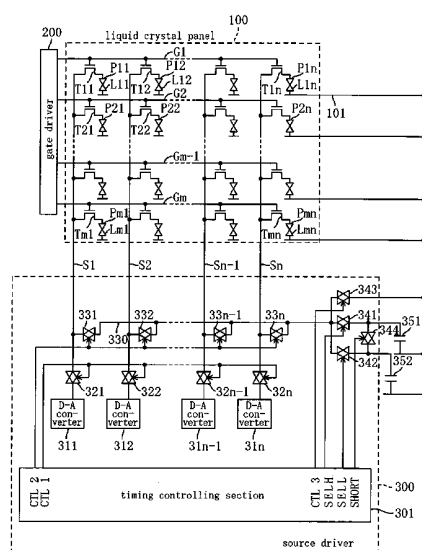 200
100
liquid crystal panel
gate driver
G1
P11
P12
P1n
L11
L12
L1n
T11
T12
T1n
G2
101
P21
P22
P2n
T21
T22
Gm-1
Gm
Pm1
Pmn
Tm1
Lm1
Tmn
Lmn
S1
S2
Sn-1
Sn
343
331
332
33n-1
33n
341
344
351
330
342
352
321
322
32n-1
32n
D-A converter
D-A converter
D-A converter
D-A converter
311
312
31n-1
31n
CTL 2
CTL 1
timing controlling section
CTL 3
SELH
SELL
SHORT
300
301
source driver